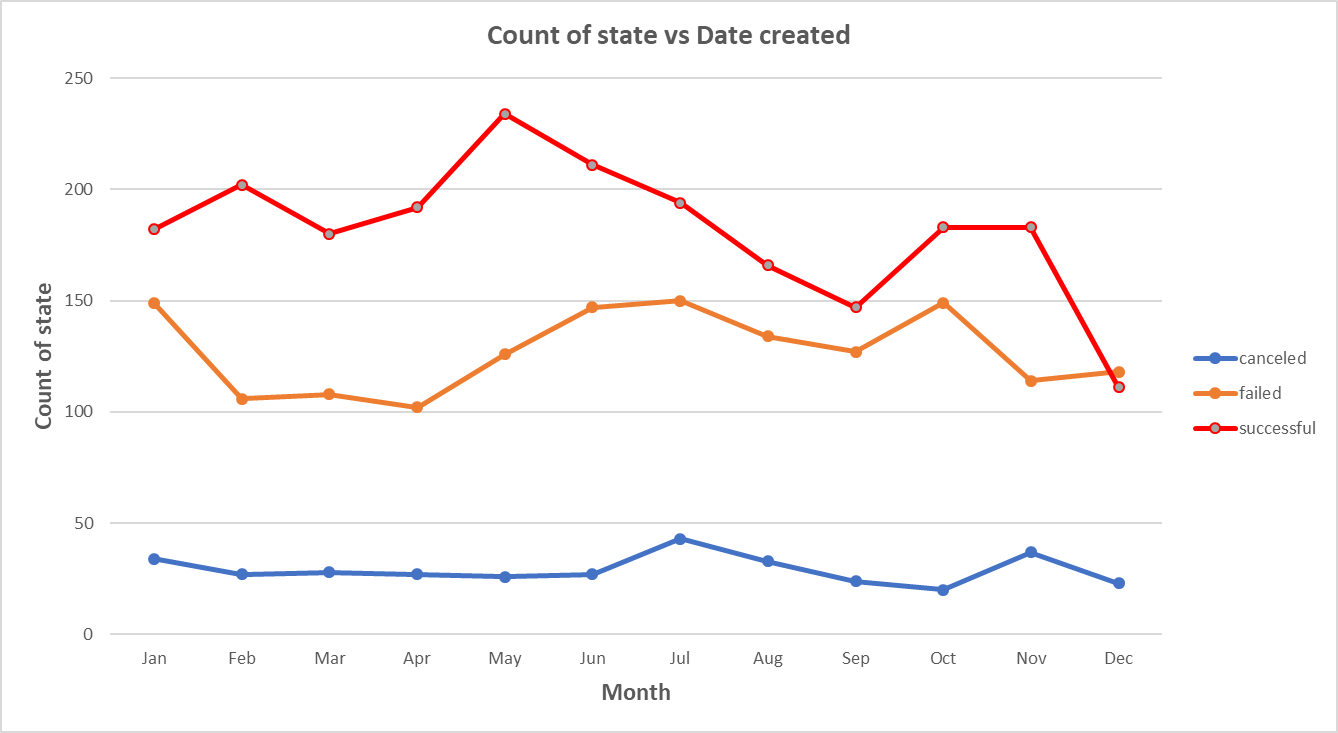 Count of state vs Date created
250
200
150
100
50
0
Count of state
Jan Feb Mar Apr May Jun Jul Aug Sep Oct Nov Dec
Month
canceled
failed
successful